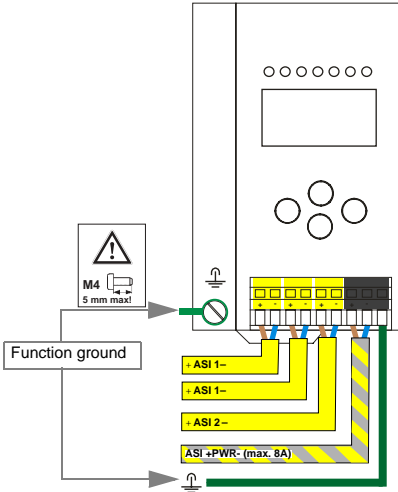 M4
5 mm max!
Function ground
+ - + - + - + -
+ ASI 1–
+ ASI 1–
+ ASI 2–
ASI +PWR- (max. 8A)